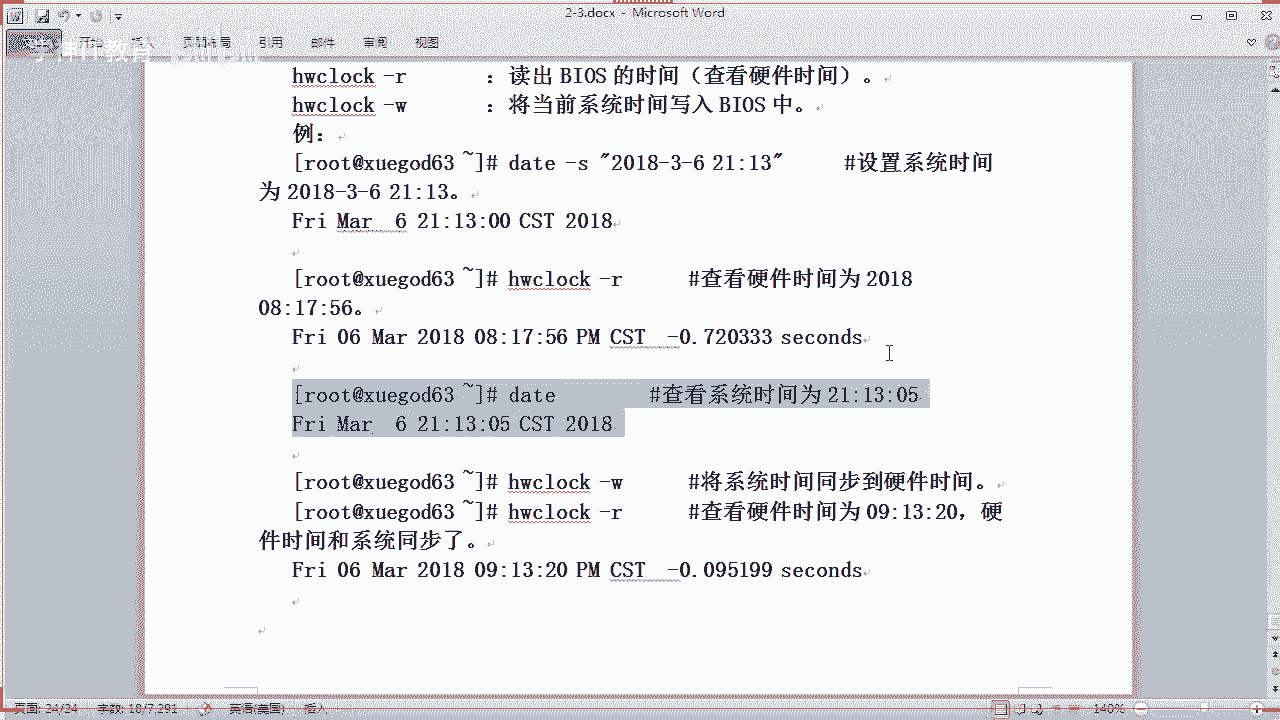 2-3.docx - Microsoft Word
引用 邮件 审阅 视图
hwclock -r ：读出 BIOS 的时间（查看硬件时间）。
hwclock -w ：将当前系统时间写入 BIOS 中。
例：
[root@xuegod63 ~]# date -s "2018-3-6 21:13" #设置系统时间
为 2018-3-6 21:13。
Fri Mar 6 21:13:00 CST 2018
[root@xuegod63 ~]# hwclock -r #查看硬件时间为 2018
08:17:56。
Fri 06 Mar 2018 08:17:56 PM CST -0.720333 seconds
[root@xuegod63 ~]# date #查看系统时间为 21:13:05
Fri Mar 6 21:13:05 CST 2018
[root@xuegod63 ~]# hwclock -w #将系统时间同步到硬件时间。
[root@xuegod63 ~]# hwclock -r #查看硬件时间为 09:13:20，硬
件时间和系统同步了。
Fri 06 Mar 2018 09:13:20 PM CST -0.095199 seconds
页面: 24/24 字数: 18/7,291 英语(美国) 插入 140%